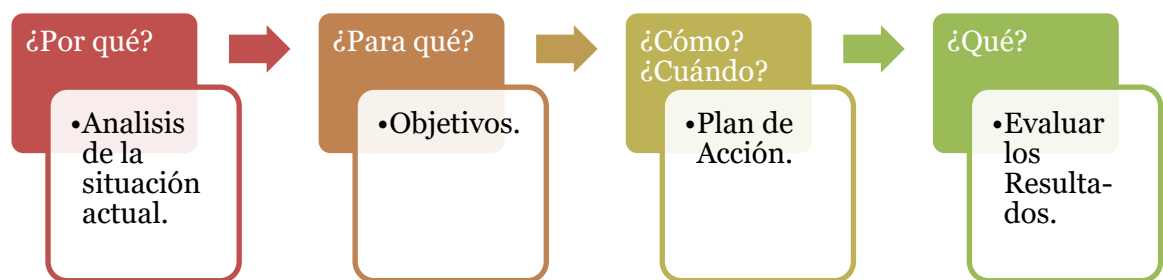 ¿Por qué?
•Analisis
de la
situación
actual.
¿Para qué?
•Objetivos.
¿Cómo?
¿Cuándo?
•Plan de
Acción.
¿Qué?
•Evaluar
los
Resulta-
dos.